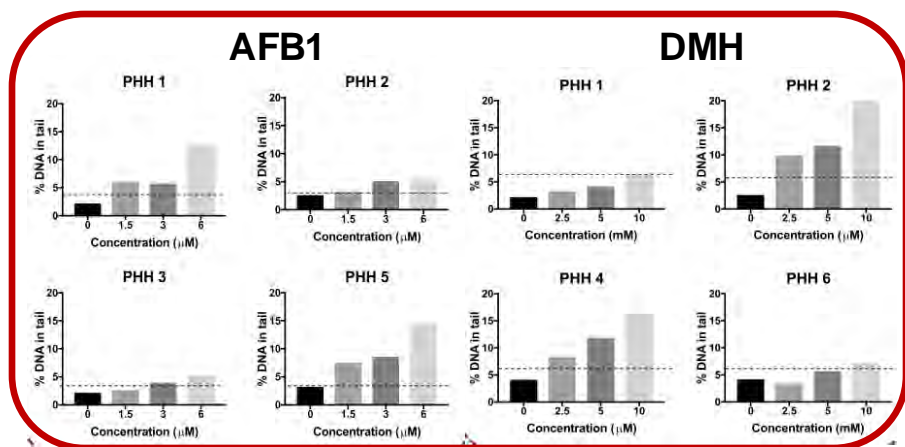 AFB1 DMH
PHH 1
% DNA in tail
20
15
10
5
0
0 1.5 3 6
Concentration (μM)
PHH 2
% DNA in tail
20
15
10
5
0
0 1.5 3 6
Concentration (μM)
PHH 1
% DNA in tail
20
15
10
5
0
0 2.5 5 10
Concentration (mM)
PHH 2
% DNA in tail
20
15
10
5
0
0 2.5 5 10
Concentration (μM)
PHH 3
% DNA in tail
20
15
10
5
0
0 1.5 3 6
Concentration (μM)
PHH 5
% DNA in tail
20
15
10
5
0
0 1.5 3 6
Concentration (μM)
PHH 4
% DNA in tail
20
15
10
5
0
0 2.5 5 10
Concentration (μM)
PHH 6
% DNA in tail
20
15
10
5
0
0 2.5 5 10
Concentration (mM)